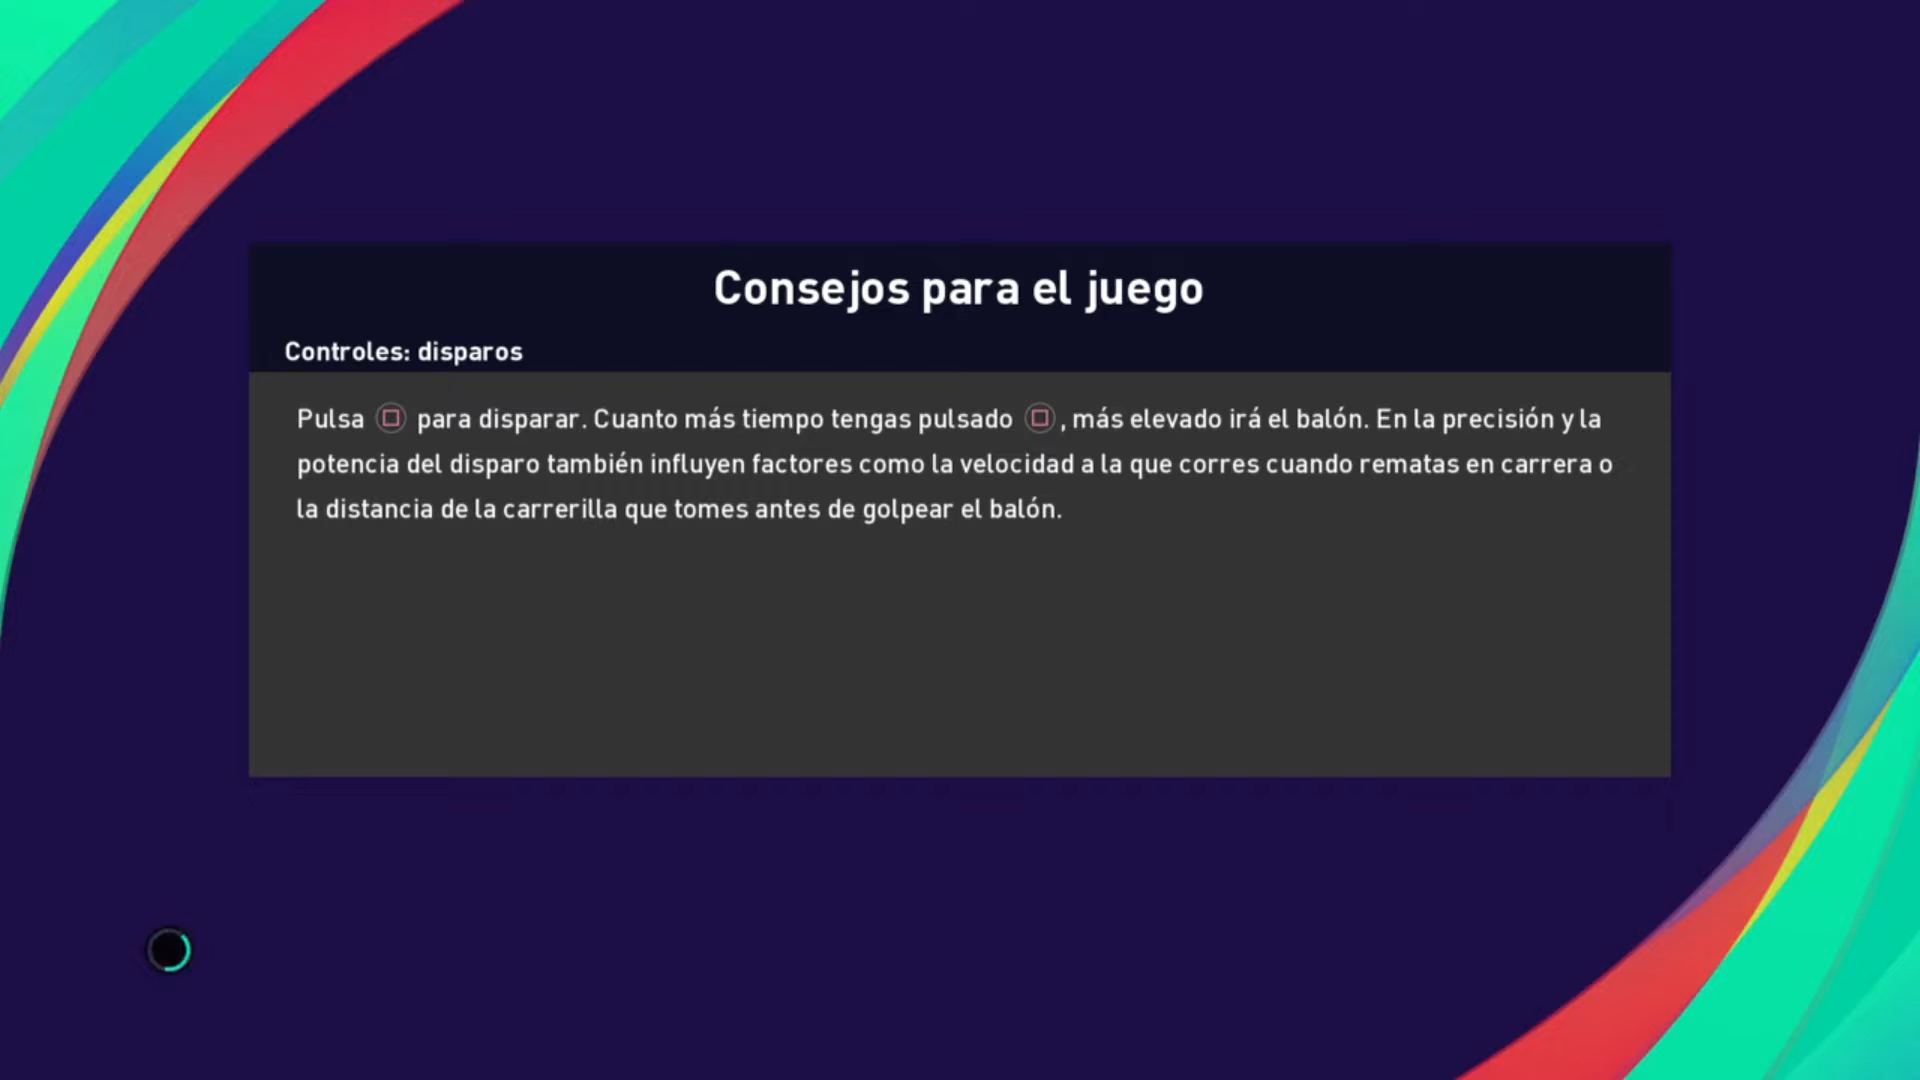 Consejos para el juego
Controles: disparos
Pulsa □ para disparar. Cuanto más tiempo tengas pulsado □, más elevado irá el balón. En la precisión y la
potencia del disparo también influyen factores como la velocidad a la que corres cuando rematas en carrera o
la distancia de la carrerilla que tomes antes de golpear el balón.